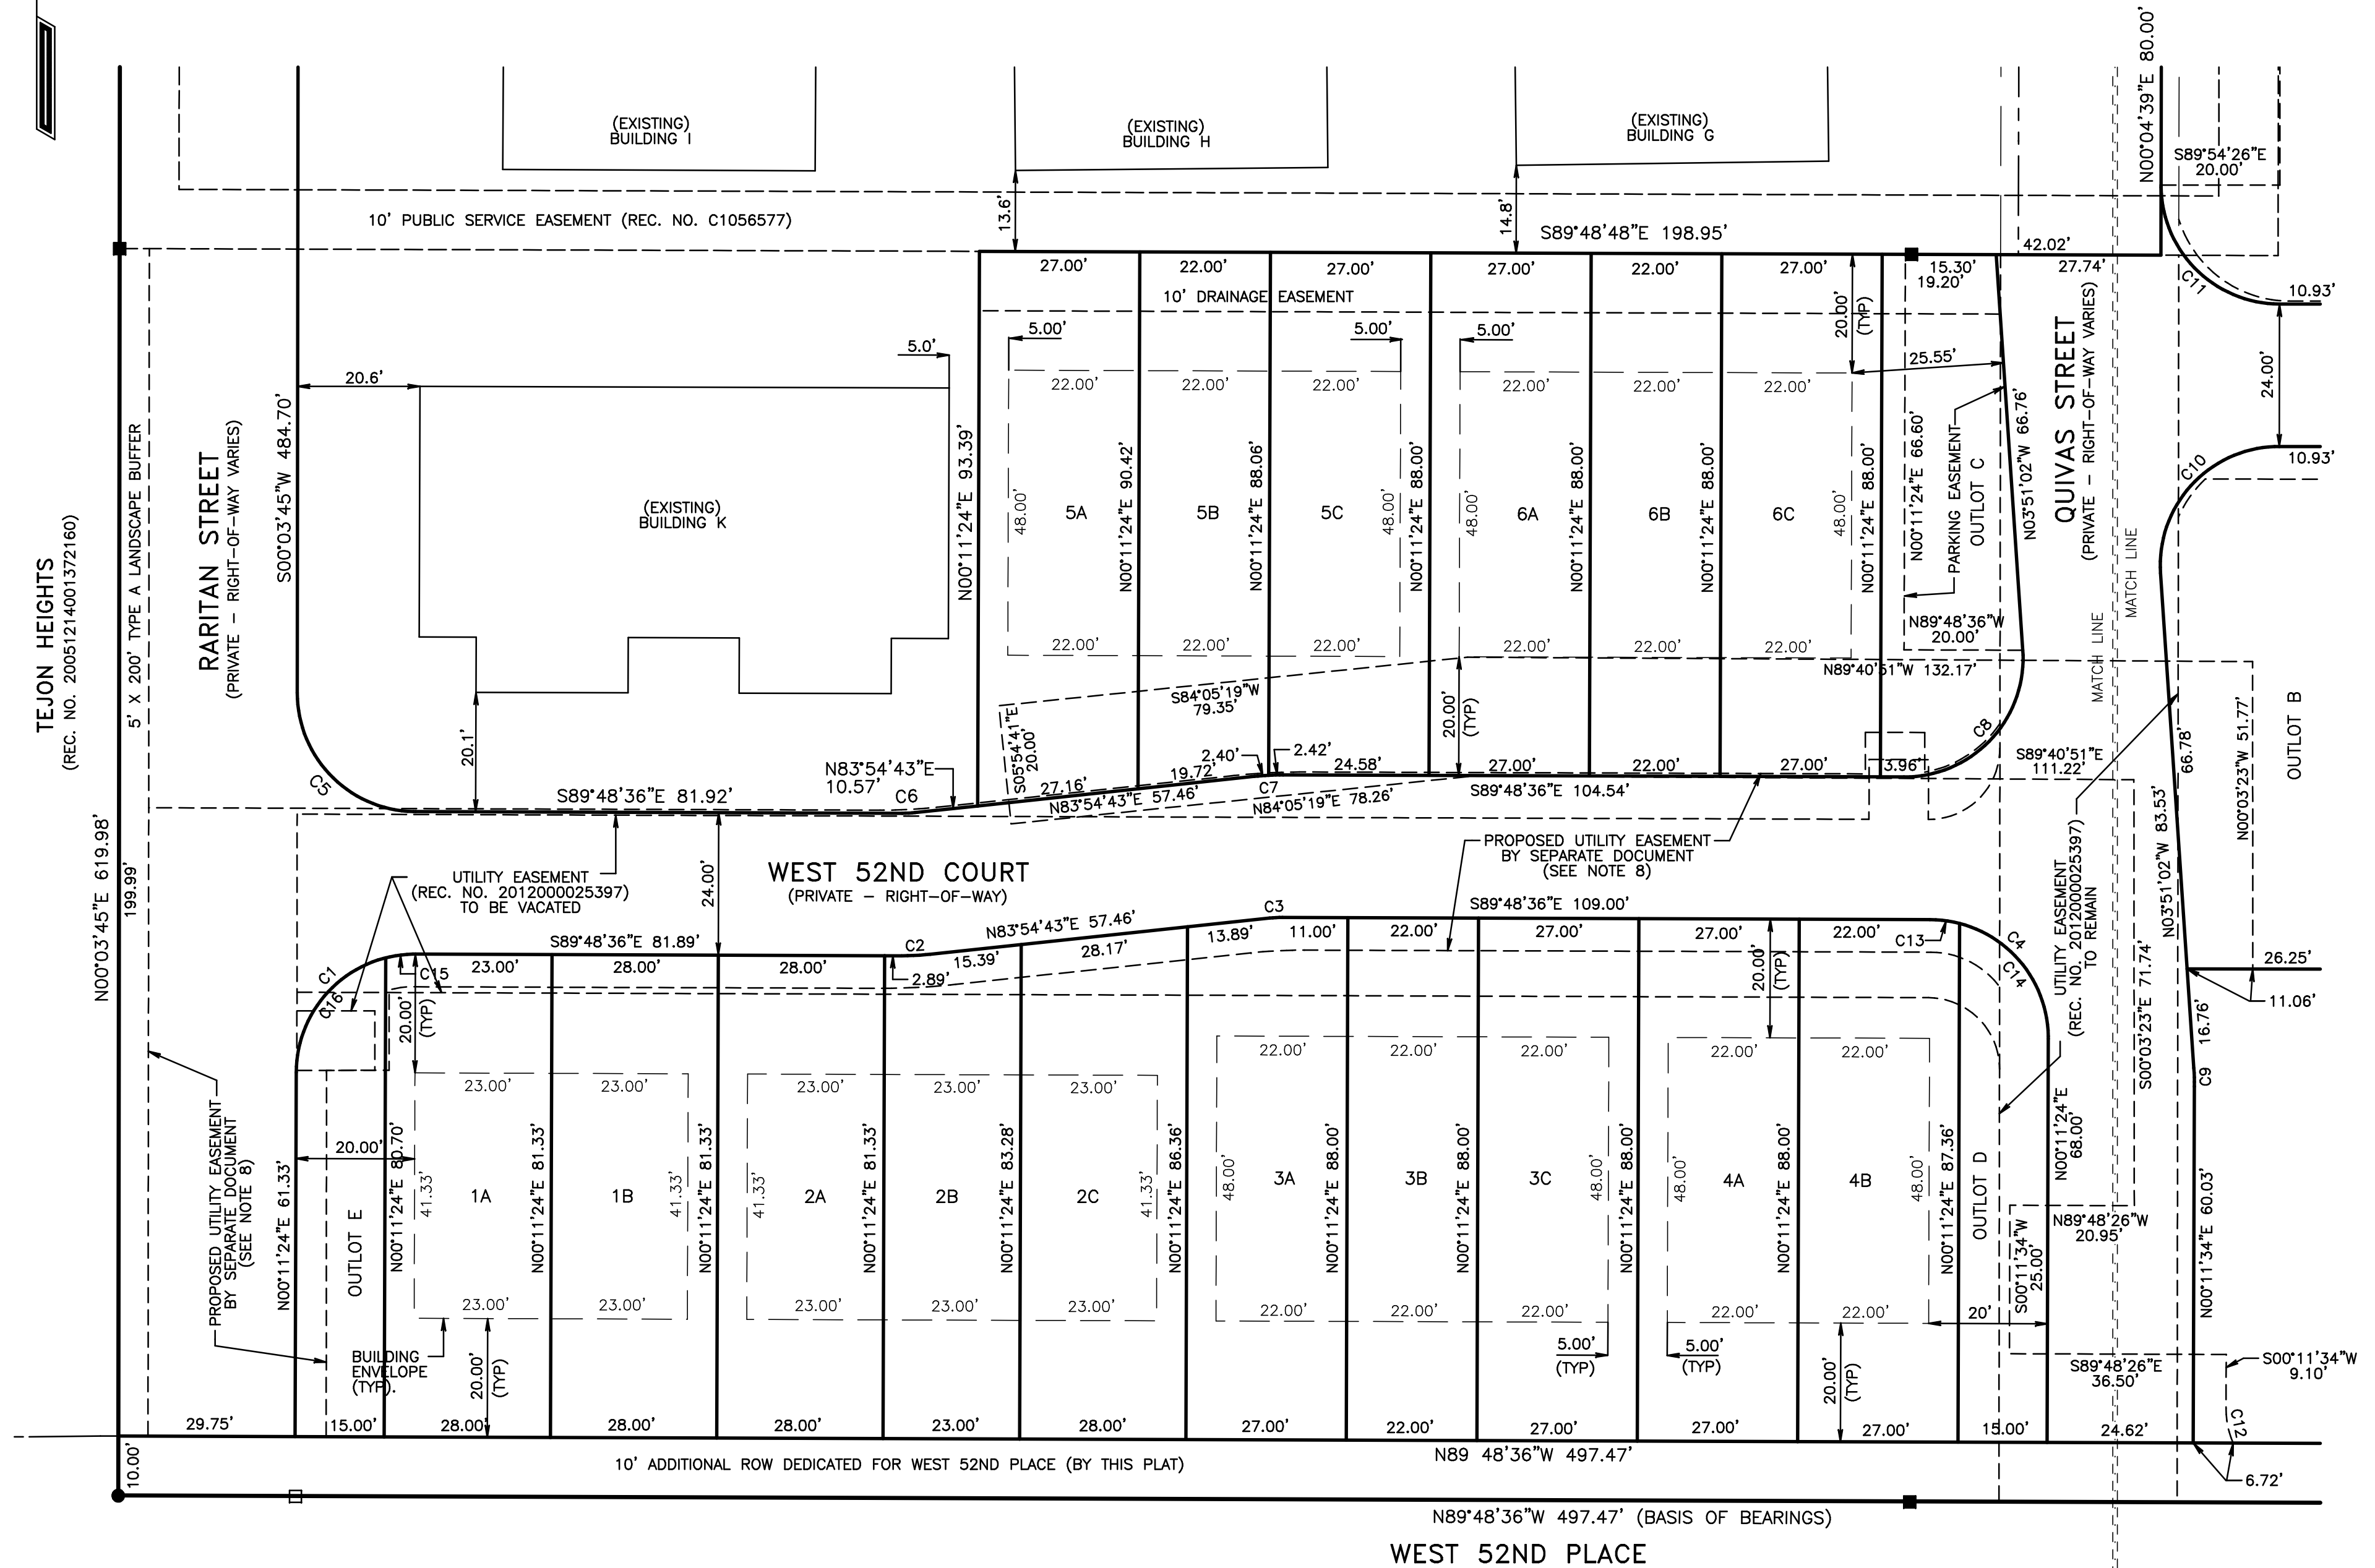 N00°04'39"E 80.00'
S89°54'26"E
20.00'
(EXISTING)
BUILDING I
(EXISTING)
BUILDING H
(EXISTING)
BUILDING G
10' PUBLIC SERVICE EASEMENT (REC. NO. C1056577)
13.6'
14.8'
S89°48'48"E 198.95'
42.02'
27.00'
22.00'
27.00'
27.00'
22.00'
27.00'
15.30'
19.20'
27.74'
C11
10.93'
10' DRAINAGE EASEMENT
20.00'
(TYP)
5.00'
5.00'
5.00'
5.0'
20.6'
25.55'
24.00'
22.00'
22.00'
22.00'
22.00'
22.00'
22.00'
10.93'
C10
TEJON HEIGHTS
(REC. NO. 20051214001372160)
5' X 200' TYPE A LANDSCAPE BUFFER
RARITAN STREET
(PRIVATE – RIGHT–OF–WAY VARIES)
S00°03'45"W 484.70'
(EXISTING)
BUILDING K
N00°11'24"E 93.39'
48.00'
5A
N00°11'24"E 90.42'
5B
N00°11'24"E 88.06'
5C
48.00'
N00°11'24"E 88.00'
48.00'
6A
N00°11'24"E 88.00'
6B
N00°11'24"E 88.00'
6C
48.00'
N00°11'24"E 88.00'
N00°11'24"E 66.60'
PARKING EASEMENT
OUTLOT C
N03°51'02"W 66.76'
QUIVAS STREET
(PRIVATE – RIGHT–OF–WAY VARIES)
MATCH LINE
MATCH LINE
N89°48'36"W
20.00'
22.00'
22.00'
22.00'
22.00'
22.00'
22.00'
N89°40'51"W 132.17'
S84°05'19"W
79.35'
S05°54'41"E
20.00'
20.00'
(TYP)
20.1'
C5
C8
S89°40'51"E
111.22'
66.78'
N00°03'23"W 51.77'
OUTLOT B
N83°54'43"E
10.57'
C6
S89°48'36"E 81.92'
27.16'
19.72'
2.40'
2.42'
24.58'
27.00'
22.00'
27.00'
3.96'
N83°54'43"E 57.46'
C7
N84°05'19"E 78.26'
S89°48'36"E 104.54'
N00°03'45"E 619.98'
199.99'
UTILITY EASEMENT
(REC. NO. 2012000025397)
TO BE VACATED
24.00'
WEST 52ND COURT
(PRIVATE – RIGHT–OF–WAY)
PROPOSED UTILITY EASEMENT
BY SEPARATE DOCUMENT
(SEE NOTE 8)
UTILITY EASEMENT
(REC. NO. 2012000025397)
TO REMAIN
N03°51'02"W 83.53'
S89°48'36"E 81.89'
C2
N83°54'43"E 57.46'
C3
S89°48'36"E 109.00'
C1
C16
C15
23.00'
28.00'
28.00'
2.89'
15.39'
28.17'
13.89'
11.00'
22.00'
27.00'
27.00'
22.00'
C13
C4
C14
20.00'
(TYP)
20.00'
(TYP)
26.25'
11.06'
16.76'
C9
S00°03'23"E 71.74'
23.00'
23.00'
23.00'
23.00'
23.00'
22.00'
22.00'
22.00'
22.00'
22.00'
PROPOSED UTILITY EASEMENT
BY SEPARATE DOCUMENT
(SEE NOTE 8)
N00°11'24"E 61.33'
20.00'
OUTLOT E
N00°11'24"E 80.70'
41.33'
1A
N00°11'24"E 81.33'
1B
41.33'
N00°11'24"E 81.33'
41.33'
2A
N00°11'24"E 81.33'
2B
N00°11'24"E 83.28'
2C
41.33'
N00°11'24"E 86.36'
48.00'
3A
N00°11'24"E 88.00'
3B
N00°11'24"E 88.00'
3C
48.00'
N00°11'24"E 88.00'
48.00'
4A
N00°11'24"E 88.00'
4B
48.00'
N00°11'24"E 87.36'
OUTLOT D
N00°11'24"E
68.00'
N89°48'26"W
20.95'
S00°11'34"W
25.00'
N00°11'34"E 60.03'
23.00'
23.00'
23.00'
23.00'
23.00'
22.00'
22.00'
22.00'
22.00'
22.00'
20'
BUILDING
ENVELOPE
(TYP).
20.00'
(TYP)
5.00'
(TYP)
5.00'
(TYP)
20.00'
(TYP)
S89°48'26"E
36.50'
S00°11'34"W
9.10'
C12
29.75'
15.00'
28.00'
28.00'
28.00'
23.00'
28.00'
27.00'
22.00'
27.00'
27.00'
27.00'
15.00'
24.62'
6.72'
10.00'
10' ADDITIONAL ROW DEDICATED FOR WEST 52ND PLACE (BY THIS PLAT)
N89 48'36"W 497.47'
N89°48'36"W 497.47' (BASIS OF BEARINGS)
WEST 52ND PLACE